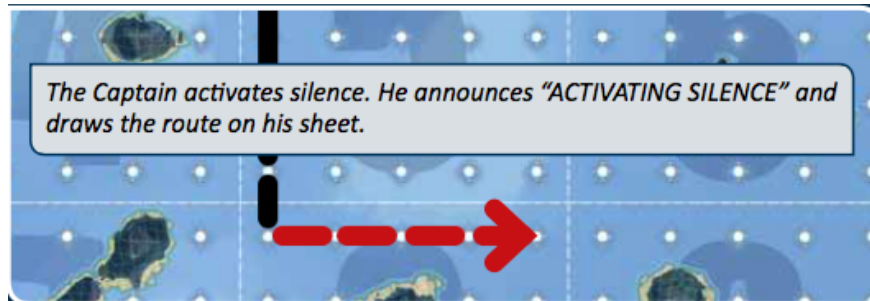 The Captain activates silence. He announces “ACTIVATING SILENCE” and
draws the route on his sheet.